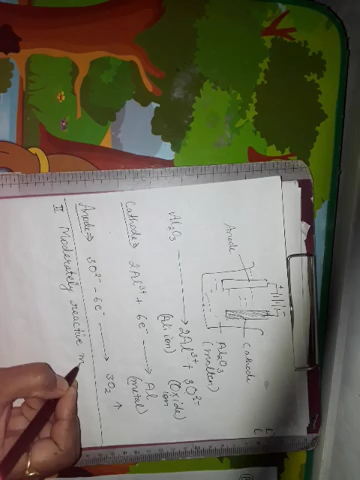 Anode
Cathode
Al₂O₃
(molten)
Al₂O₃ -----→ 2Al³⁺ + 3O²⁻
(Al ion) (Oxide ion)
Cathode⇒ 2Al³⁺ + 6e⁻ → Al
(metal)
Anode⇒ 3O²⁻ - 6e⁻ → 3O₂ ↑
II Moderately reactive m